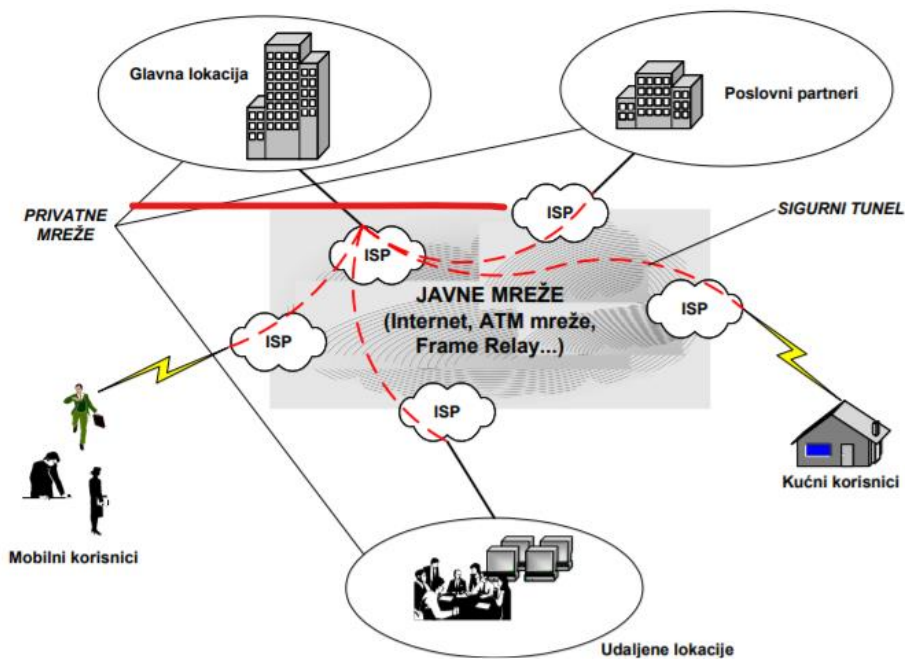 Glavna lokacija
Poslovni partneri
PRIVATNE
MREŽE
ISP
SIGURNI TUNEL
ISP
JAVNE MREŽE
(Internet, ATM mreže,
Frame Relay...)
ISP
ISP
ISP
Kućni korisnici
Mobilni korisnici
Udaljene lokacije